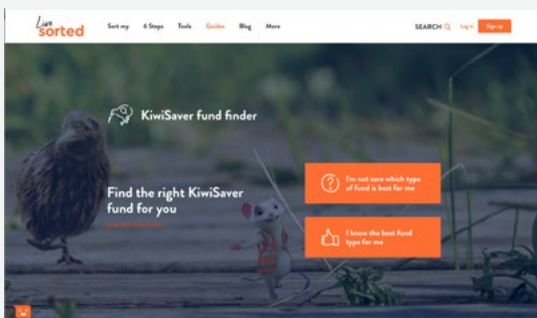 Live
sorted
Sort my
6 Steps
Tools
Guides
Blog
More
SEARCH
Log in
Sign up
KiwiSaver fund finder
Find the right KiwiSaver
fund for you
I'm not sure which type
of fund is best for me
I know the best fund
type for me